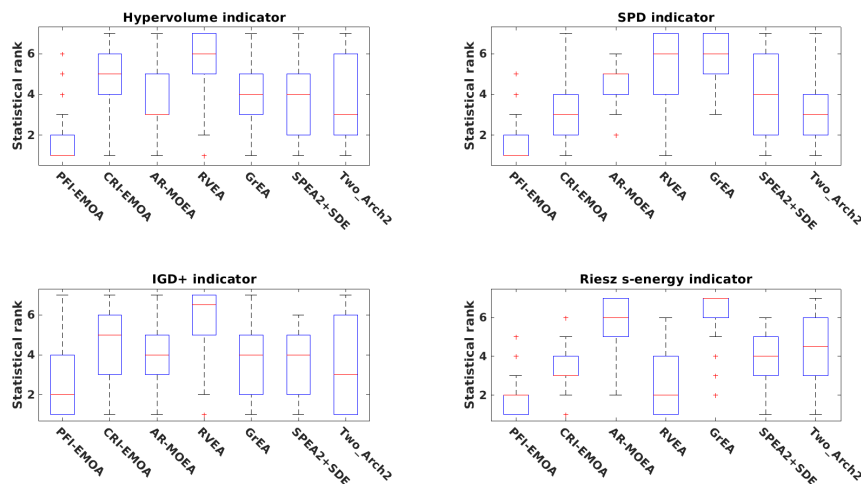 Hypervolume indicator
Statistical rank
6
4
2
PFI-EMOA
CRI-EMOA
AR-MOEA
RVEA
GrEA
SPEA2+SDE
Two_Arch2
SPD indicator
Statistical rank
6
4
2
PFI-EMOA
CRI-EMOA
AR-MOEA
RVEA
GrEA
SPEA2+SDE
Two_Arch2
IGD+ indicator
Statistical rank
6
4
2
PFI-EMOA
CRI-EMOA
AR-MOEA
RVEA
GrEA
SPEA2+SDE
Two_Arch2
Riesz s-energy indicator
Statistical rank
6
4
2
PFI-EMOA
CRI-EMOA
AR-MOEA
RVEA
GrEA
SPEA2+SDE
Two_Arch2